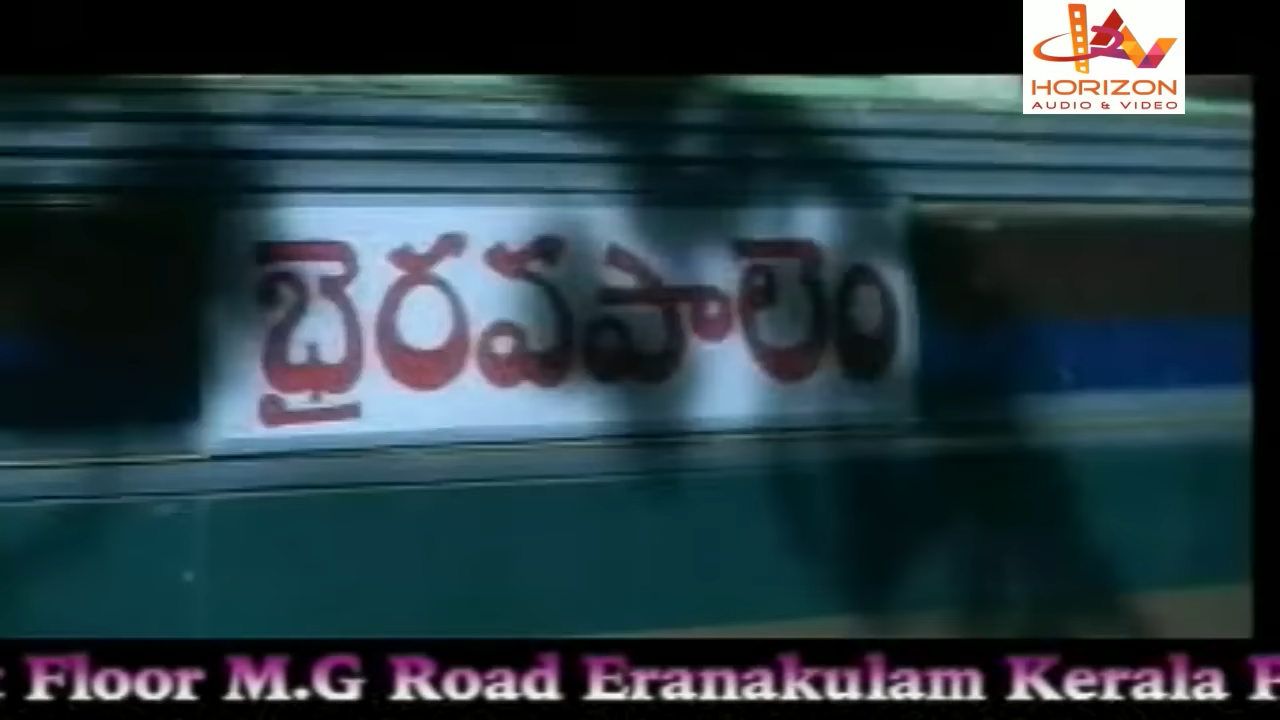 HORIZON
AUDIO & VIDEO
భైరవపాలెం
Floor M.G Road Eranakulam Kerala